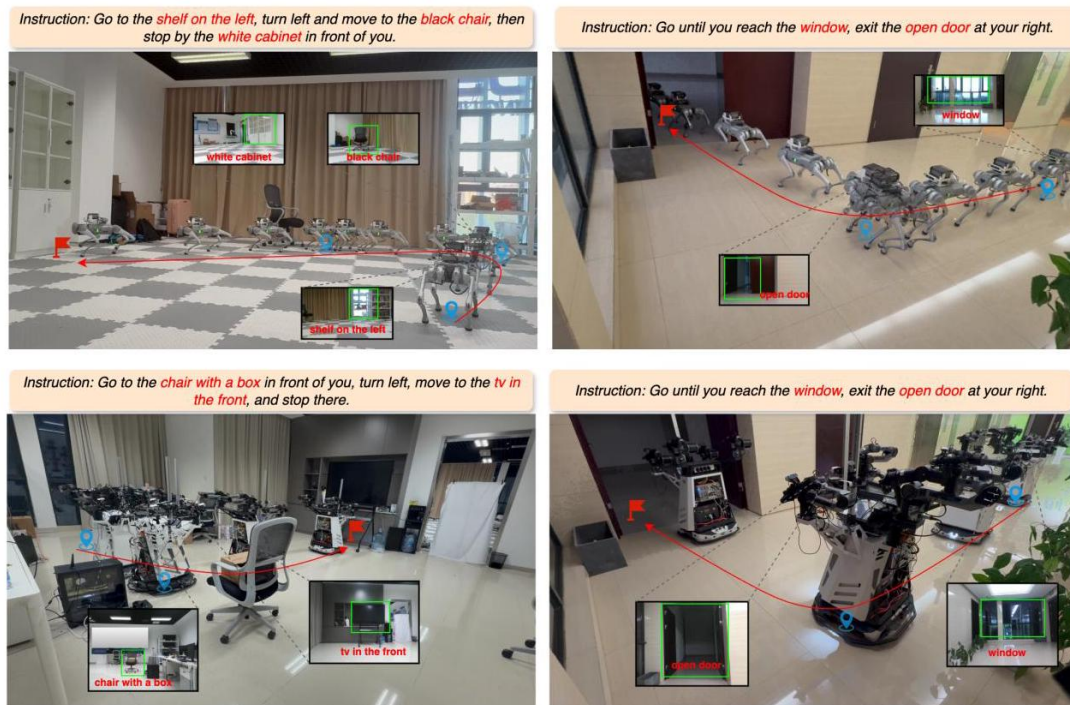 Instruction: Go to the shelf on the left, turn left and move to the black chair, then
stop by the white cabinet in front of you.
white cabinet
black chair
shelf on the left
Instruction: Go until you reach the window, exit the open door at your right.
window
open door
Instruction: Go to the chair with a box in front of you, turn left, move to the tv in
the front, and stop there.
chair with a box
tv in the front
Instruction: Go until you reach the window, exit the open door at your right.
open door
window